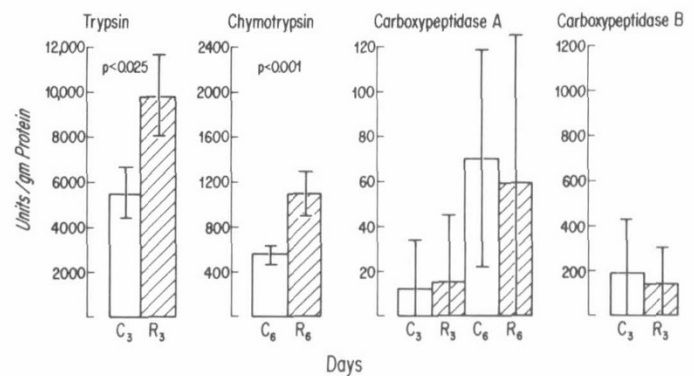 Trypsin
Chymotrypsin
Carboxypeptidase A
Carboxypeptidase B
Units/gm Protein
12,000
10,000
8000
6000
4000
2000
p<0.025
C₃ R₃
2400
2000
1600
1200
800
400
p<0.001
C₆ R₆
120
100
80
60
40
20
C₃ R₃ C₆ R₆
1200
1000
800
600
400
200
C₃ R₃
Days